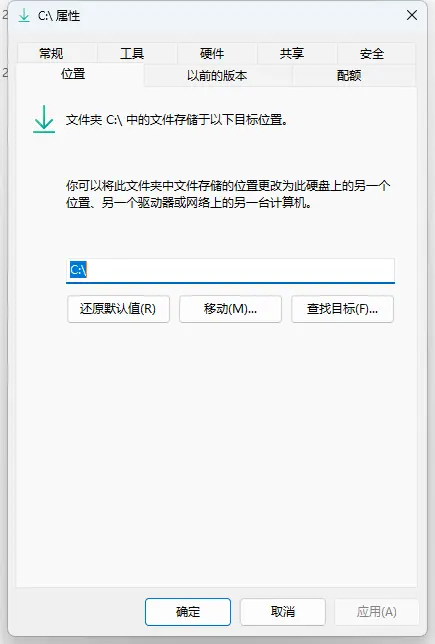 C:\ 属性
常规 工具 硬件 共享 安全
位置 以前的版本 配额
文件夹 C:\ 中的文件存储于以下目标位置。
你可以将此文件夹中文件存储的位置更改为此硬盘上的另一个
位置、另一个驱动器或网络上的另一台计算机。
C:\
还原默认值(R) 移动(M)... 查找目标(F)...
确定 取消 应用(A)